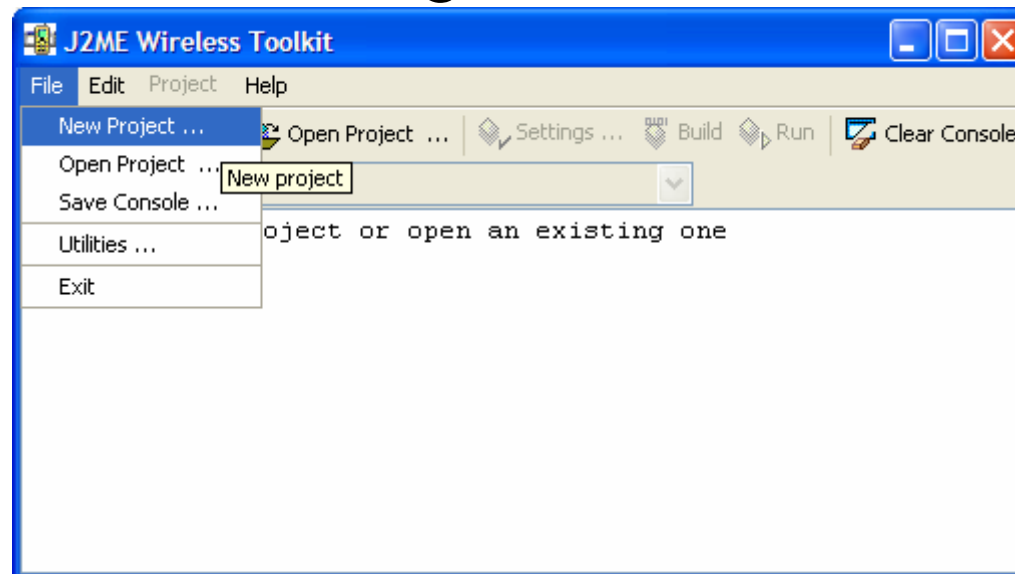 J2ME Wireless Toolkit
File Edit Project Help
New Project ...
Open Project ...
Save Console ...
Utilities ...
Exit
New project
Open Project ... Settings ... Build Run Clear Console
oject or open an existing one